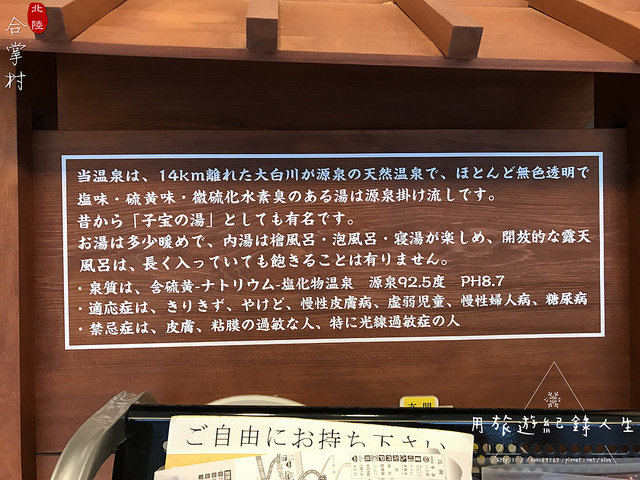 北陸
合掌村
当温泉は、14km離れた大白川が源泉の天然温泉で、ほとんど無色透明で
塩味・硫黄味・微硫化水素臭のある湯は源泉掛け流しです。
昔から「子宝の湯」としても有名です。
お湯は多少暖めで、内湯は檜風呂・泡風呂・寝湯が楽しめ、開放的な露天
風呂は、長く入っていても飽きることは有りません。
・泉質は、含硫黄-ナトリウム-塩化物温泉 源泉92.5度 PH8.7
・適応症は、きりきず、やけど、慢性皮膚病、虚弱児童、慢性婦人病、糖尿病
・禁忌症は、皮膚、粘膜の過敏な人、特に光線過敏症の人
ご自由にお持ち下さい
用旅遊紀錄人生